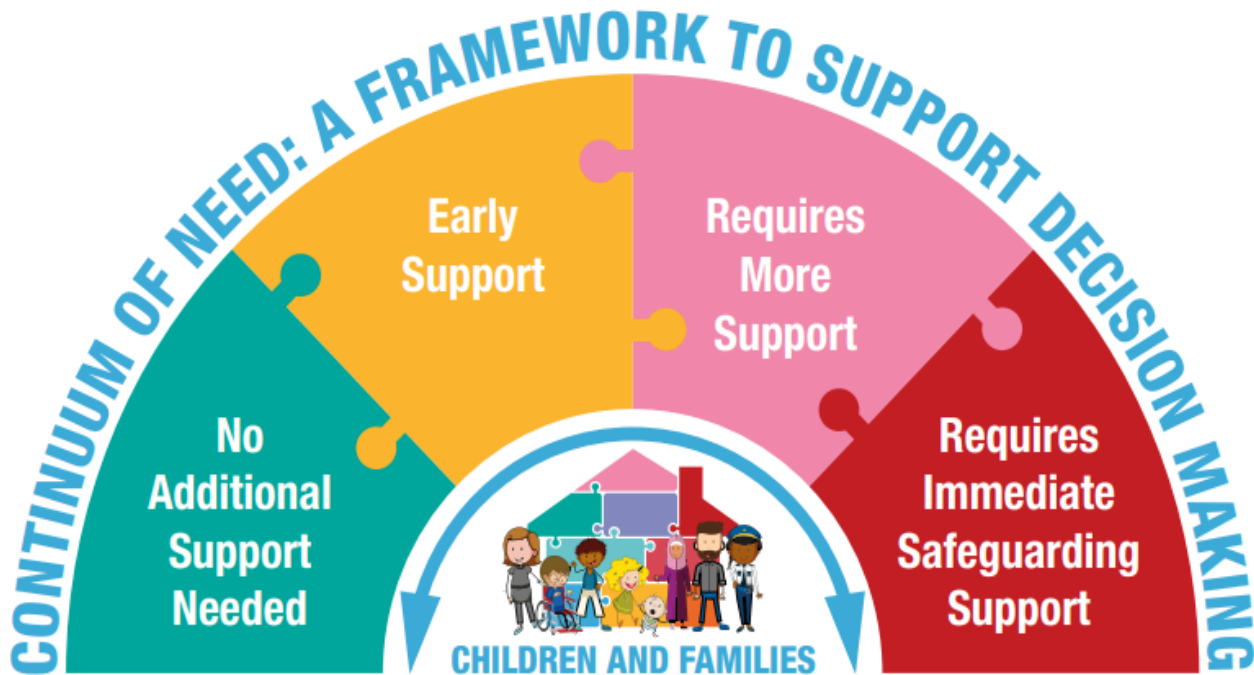 CONTINUUM OF NEED: A FRAMEWORK TO SUPPORT DECISION MAKING
No
Additional
Support
Needed
Early
Support
Requires
More
Support
Requires
Immediate
Safeguarding
Support
CHILDREN AND FAMILIES